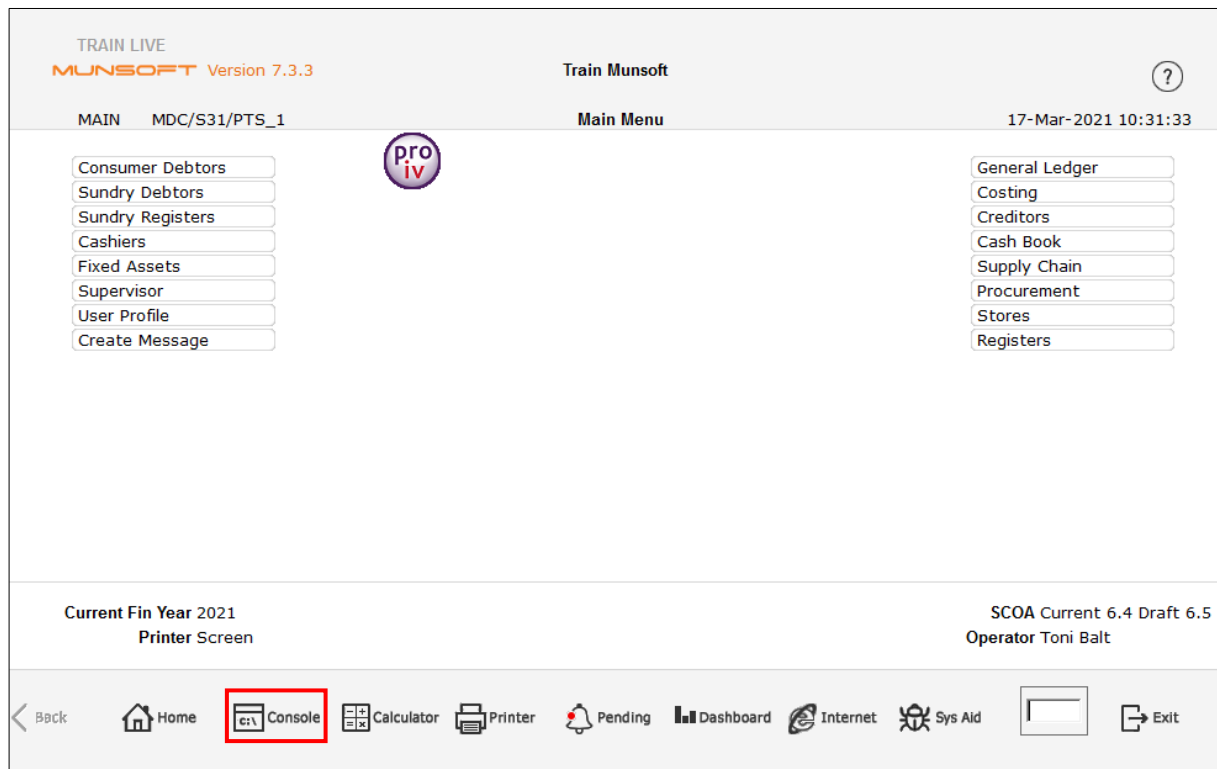 TRAIN LIVE
MUNSOFT Version 7.3.3 Train Munsoft ?
MAIN MDC/S31/PTS_1 Main Menu 17-Mar-2021 10:31:33
pro
iv
Consumer Debtors General Ledger
Sundry Debtors Costing
Sundry Registers Creditors
Cashiers Cash Book
Fixed Assets Supply Chain
Supervisor Procurement
User Profile Stores
Create Message Registers
Current Fin Year 2021 SCOA Current 6.4 Draft 6.5
Printer Screen Operator Toni Balt
Back Home C:\ Console Calculator Printer Pending Dashboard Internet Sys Aid Exit